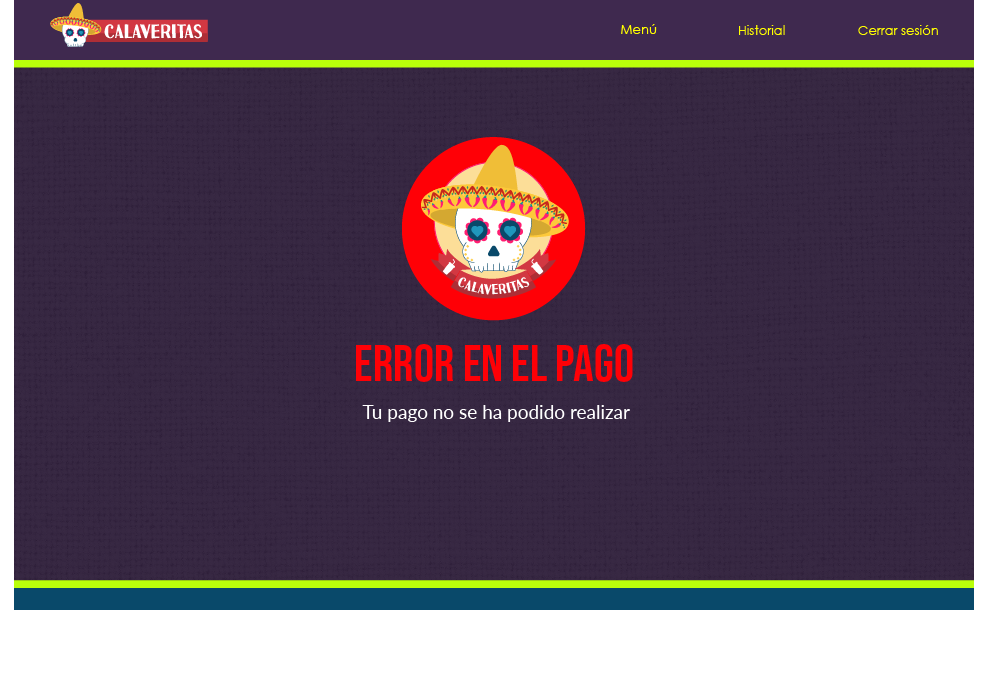 CALAVERITAS
Menú
Historial
Cerrar sesión
CALAVERITAS
ERROR EN EL PAGO
Tu pago no se ha podido realizar